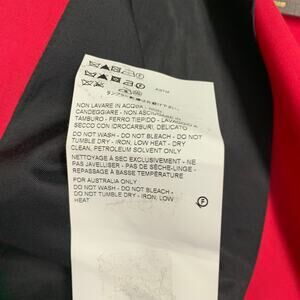 ASTM
NON LAVARE IN ACQUA - NON
CANDEGGIARE - NON ASCIUGARE IN
TAMBURO - FERRO TIEPIDO - LAVAGGIO A
SECCO CON IDROCARBURI, DELICATO
DO NOT WASH - DO NOT BLEACH - DO NOT
TUMBLE DRY - IRON, LOW HEAT - DRY
CLEAN, PETROLEUM SOLVENT ONLY
NETTOYAGE À SEC EXCLUSIVEMENT - NE
PAS JAVELLISER - PAS DE SÈCHE-LINGE -
REPASSAGE À BASSE TEMPÉRATURE
FOR AUSTRALIA ONLY
DO NOT WASH - DO NOT BLEACH -
DO NOT TUMBLE DRY - IRON, LOW
HEAT
F